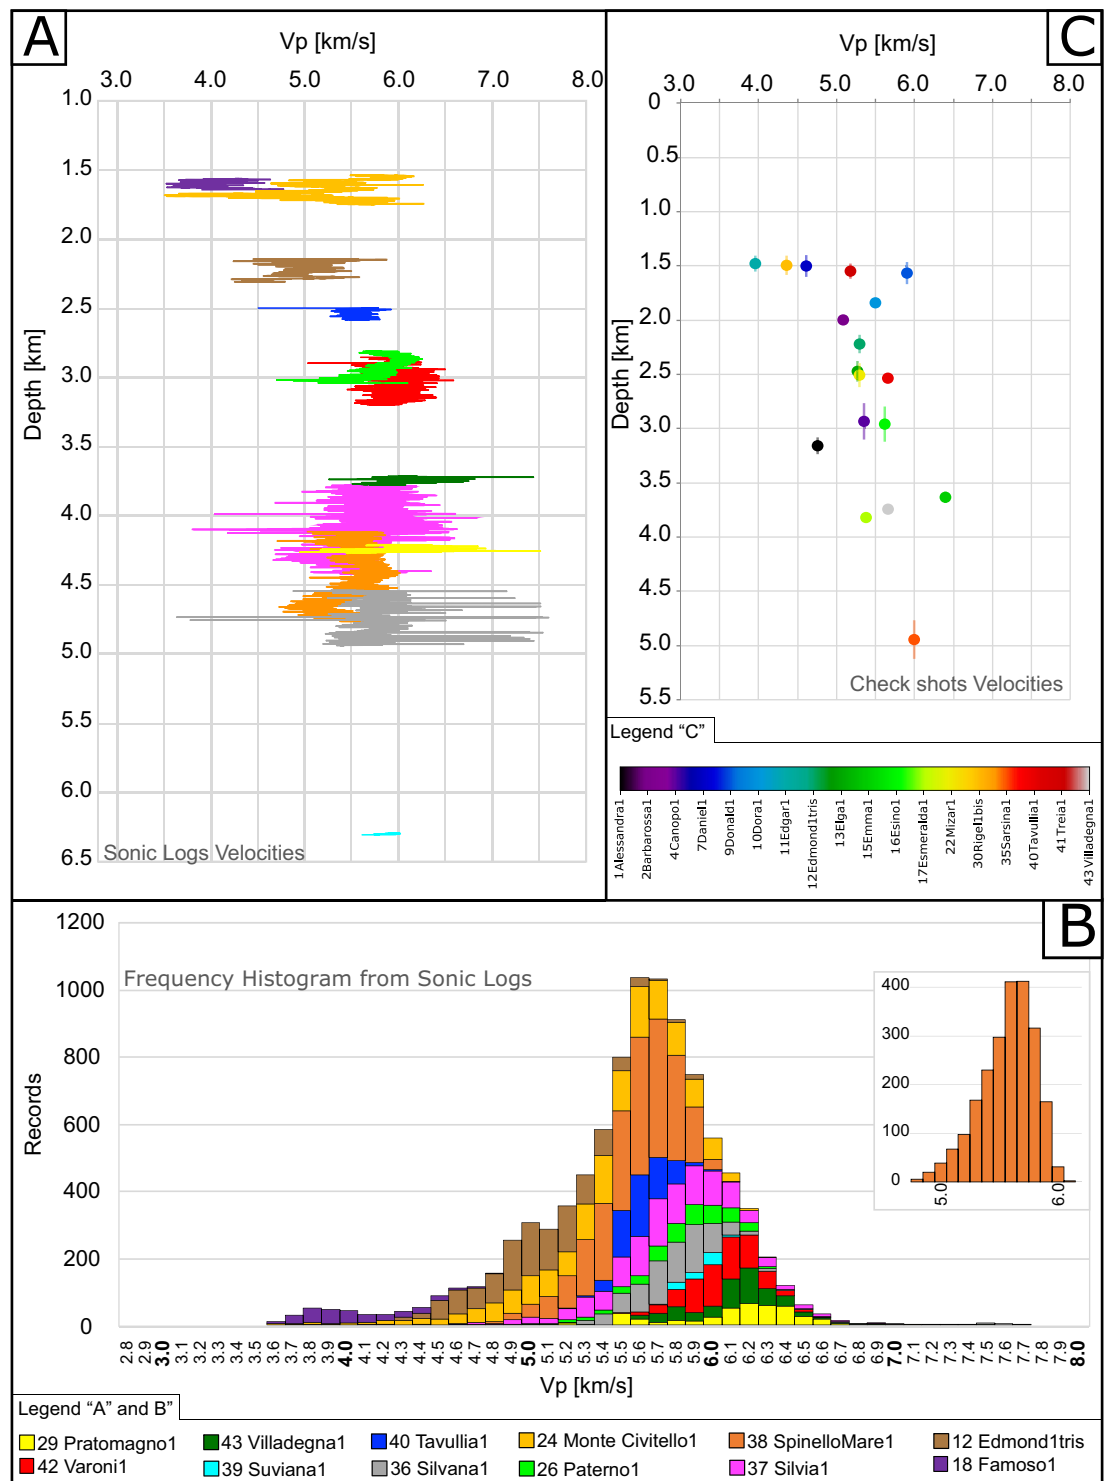 A
Vp [km/s]
3.0 4.0 5.0 6.0 7.0 8.0
1.0
1.5
2.0
2.5
3.0
3.5
4.0
4.5
5.0
5.5
6.0
6.5
Depth [km]
Sonic Logs Velocities
C
Vp [km/s]
3.0 4.0 5.0 6.0 7.0 8.0
0
0.5
1.0
1.5
2.0
2.5
3.0
3.5
4.0
4.5
5.0
5.5
Depth [km]
Check shots Velocities
Legend "C"
1Alessandra1
2Barbarossa1
4Canopo1
7Daniel1
9Donald1
10Dora1
11Edgar1
12Edmond1tris
13Elga1
15Emma1
16Esino1
17Esmeralda1
22Mizar1
30Rigel1bis
35Sarsina1
40Tavullia1
41Treia1
43Villadegna1
B
Frequency Histogram from Sonic Logs
1200
1000
800
600
400
200
0
Records
400
300
200
100
0
5.0 6.0
2.8 2.9 3.0 3.1 3.2 3.3 3.4 3.5 3.6 3.7 3.8 3.9 4.0 4.1 4.2 4.3 4.4 4.5 4.6 4.7 4.8 4.9 5.0 5.1 5.2 5.3 5.4 5.5 5.6 5.7 5.8 5.9 6.0 6.1 6.2 6.3 6.4 6.5 6.6 6.7 6.8 6.9 7.0 7.1 7.2 7.3 7.4 7.5 7.6 7.7 7.8 7.9 8.0
Vp [km/s]
Legend "A" and B"
29 Pratomagno1 43 Villadegna1 40 Tavullia1 24 Monte Civitello1 38 SpinelloMare1 12 Edmond1tris
42 Varoni1 39 Suviana1 36 Silvana1 26 Paterno1 37 Silvia1 18 Famoso1